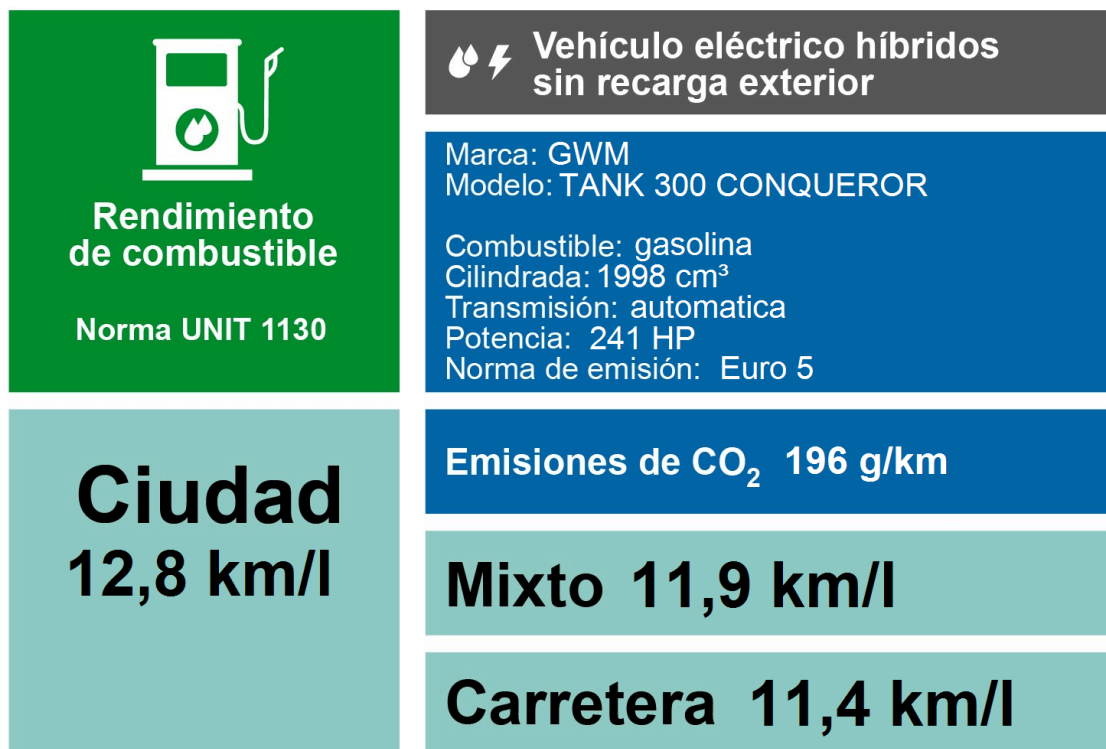 Rendimiento
de combustible
Norma UNIT 1130
Vehículo eléctrico híbridos
sin recarga exterior
Marca: GWM
Modelo: TANK 300 CONQUEROR
Combustible: gasolina
Cilindrada: 1998 cm³
Transmisión: automatica
Potencia: 241 HP
Norma de emisión: Euro 5
Emisiones de CO₂ 196 g/km
Ciudad
12,8 km/l
Mixto 11,9 km/l
Carretera 11,4 km/l